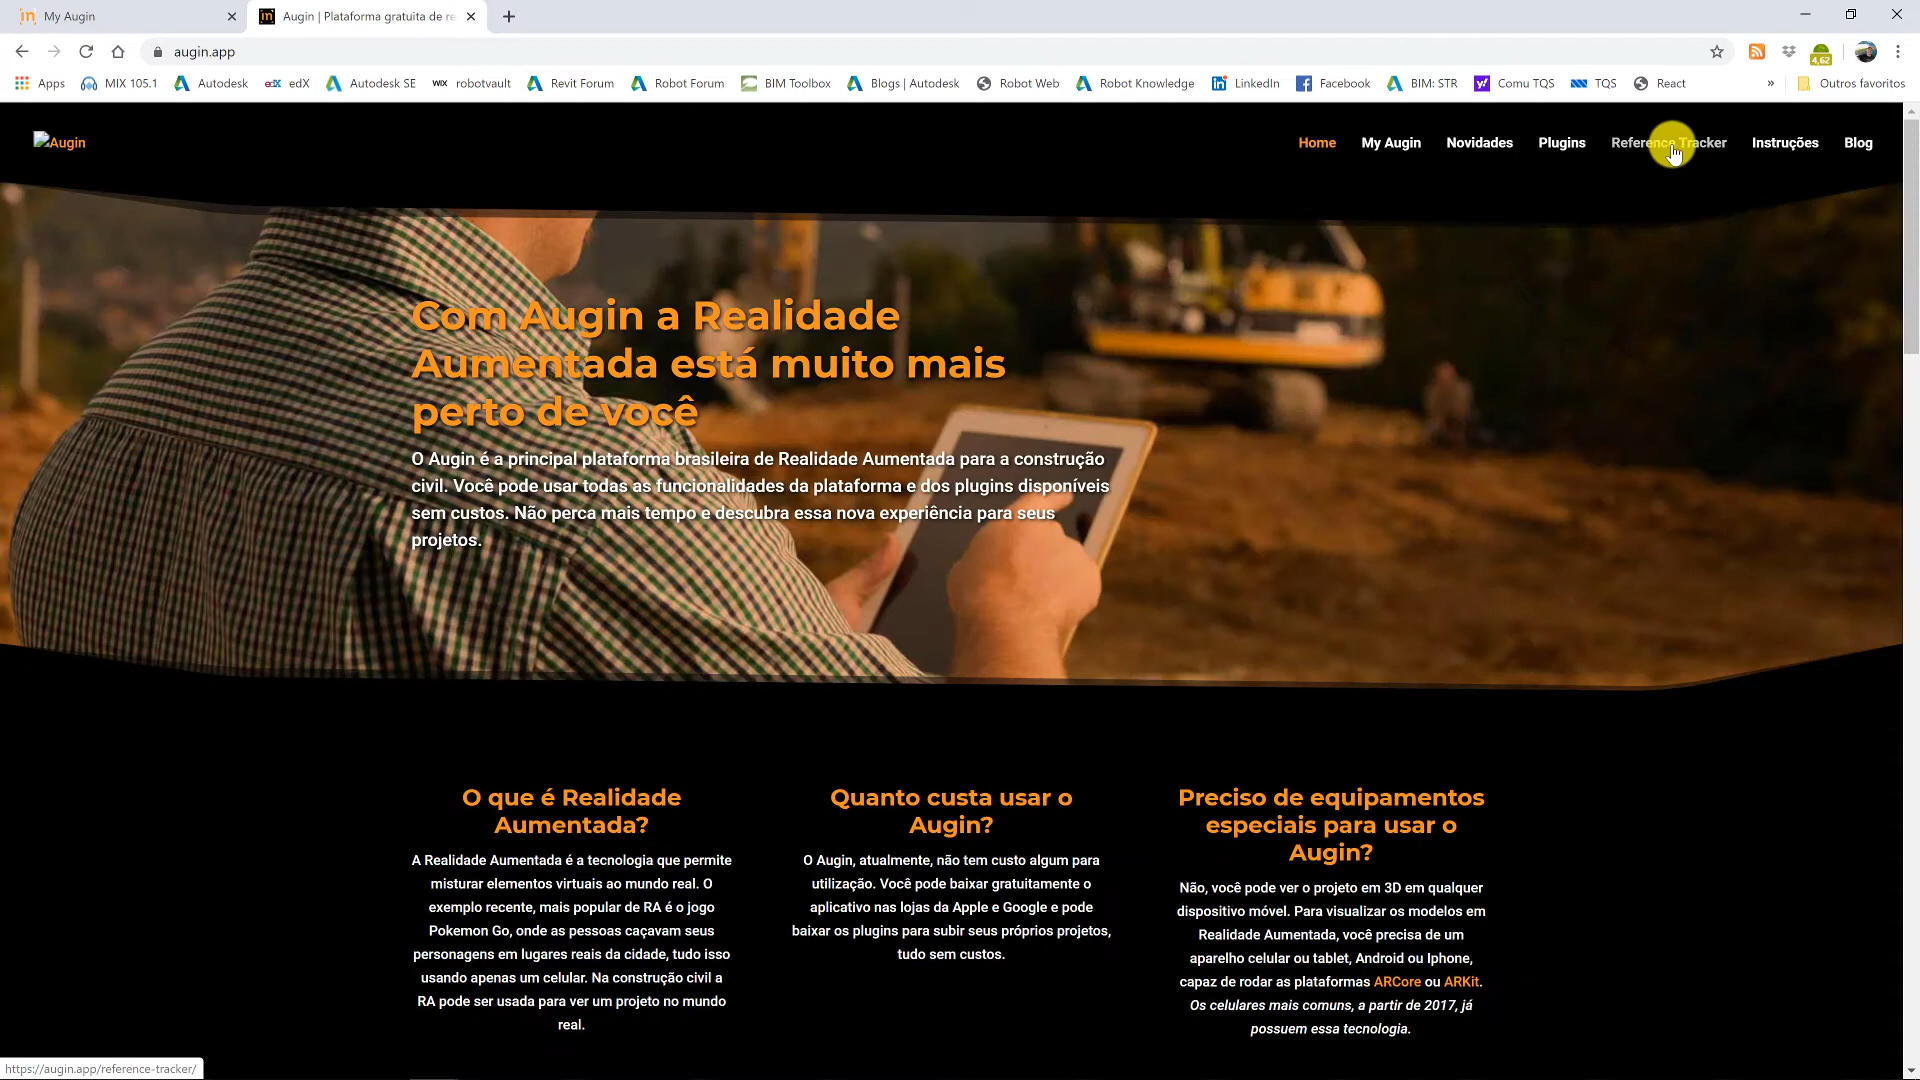 My Augin
Augin | Plataforma gratuita de re
augin.app
4,62
Apps
MIX 105.1
Autodesk
edX
edX
Autodesk SE
WIX
robotvault
Revit Forum
Robot Forum
BIM Toolbox
Blogs | Autodesk
Robot Web
Robot Knowledge
LinkedIn
Facebook
BIM: STR
Comu TQS
TQS
React
»
Outros favoritos
Augin
Home
My Augin
Novidades
Plugins
Reference Tracker
Instruções
Blog
Com Augin a Realidade
Aumentada está muito mais
perto de você
O Augin é a principal plataforma brasileira de Realidade Aumentada para a construção
civil. Você pode usar todas as funcionalidades da plataforma e dos plugins disponíveis
sem custos. Não perca mais tempo e descubra essa nova experiência para seus
projetos.
O que é Realidade
Aumentada?
A Realidade Aumentada é a tecnologia que permite
misturar elementos virtuais ao mundo real. O
exemplo recente, mais popular de RA é o jogo
Pokemon Go, onde as pessoas caçavam seus
personagens em lugares reais da cidade, tudo isso
usando apenas um celular. Na construção civil a
RA pode ser usada para ver um projeto no mundo
real.
Quanto custa usar o
Augin?
O Augin, atualmente, não tem custo algum para
utilização. Você pode baixar gratuitamente o
aplicativo nas lojas da Apple e Google e pode
baixar os plugins para subir seus próprios projetos,
tudo sem custos.
Preciso de equipamentos
especiais para usar o
Augin?
Não, você pode ver o projeto em 3D em qualquer
dispositivo móvel. Para visualizar os modelos em
Realidade Aumentada, você precisa de um
aparelho celular ou tablet, Android ou Iphone,
capaz de rodar as plataformas ARCore ou ARKit.
Os celulares mais comuns, a partir de 2017, já
possuem essa tecnologia.
https://augin.app/reference-tracker/